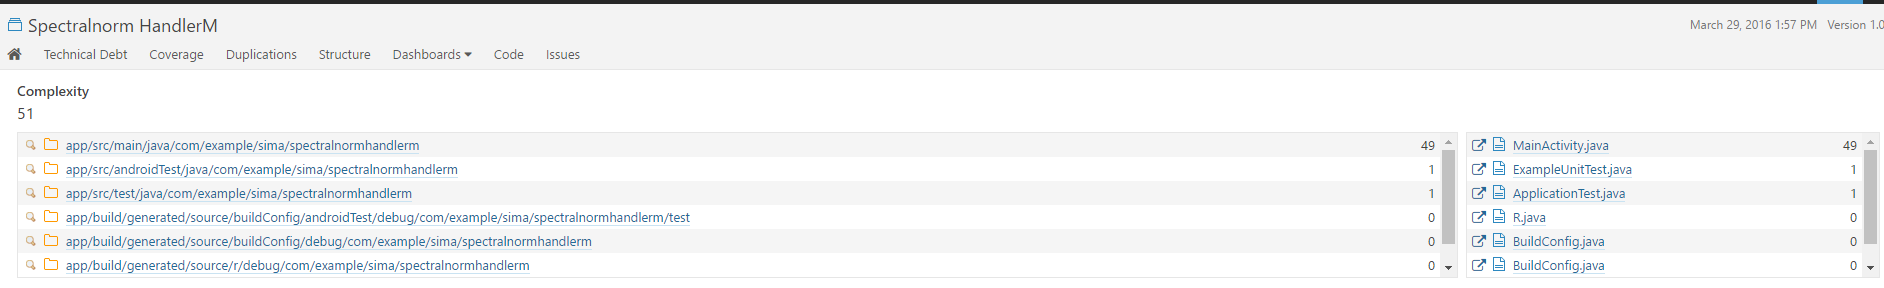 Spectralnorm HandlerM
March 29, 2016 1:57 PM Version 1.0
Technical Debt Coverage Duplications Structure Dashboards Code Issues
Complexity
51
app/src/main/java/com/example/sima/spectralnormhandlerm 49
app/src/androidTest/java/com/example/sima/spectralnormhandlerm 1
app/src/test/java/com/example/sima/spectralnormhandlerm 1
app/build/generated/source/buildConfig/androidTest/debug/com/example/sima/spectralnormhandlerm/test 0
app/build/generated/source/buildConfig/debug/com/example/sima/spectralnormhandlerm 0
app/build/generated/source/r/debug/com/example/sima/spectralnormhandlerm 0
MainActivity.java 49
ExampleUnitTest.java 1
ApplicationTest.java 1
R.java 0
BuildConfig.java 0
BuildConfig.java 0